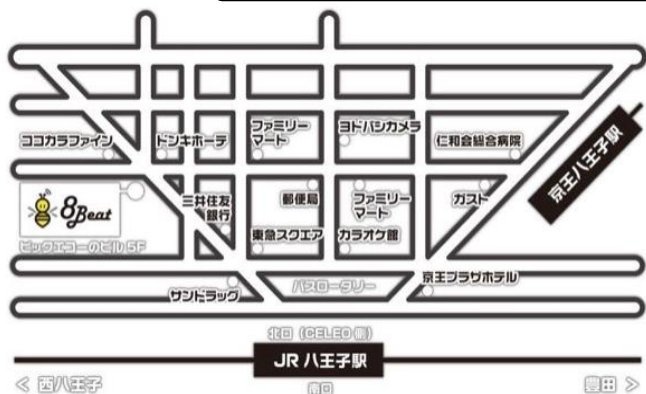 ココカラファイン
ドンキホーテ
ファミリー
マート
ヨドバシカメラ
仁和会総合病院
京王八王子駅
8Beat
ビックエコーのビル 5F
三井住友
銀行
郵便局
ファミリー
マート
ガスト
東急スクエア
カラオケ館
サンドラッグ
バスロータリー
京王プラザホテル
北口 (CELEO側)
JR 八王子駅
南口
< 西八王子
豊田 >